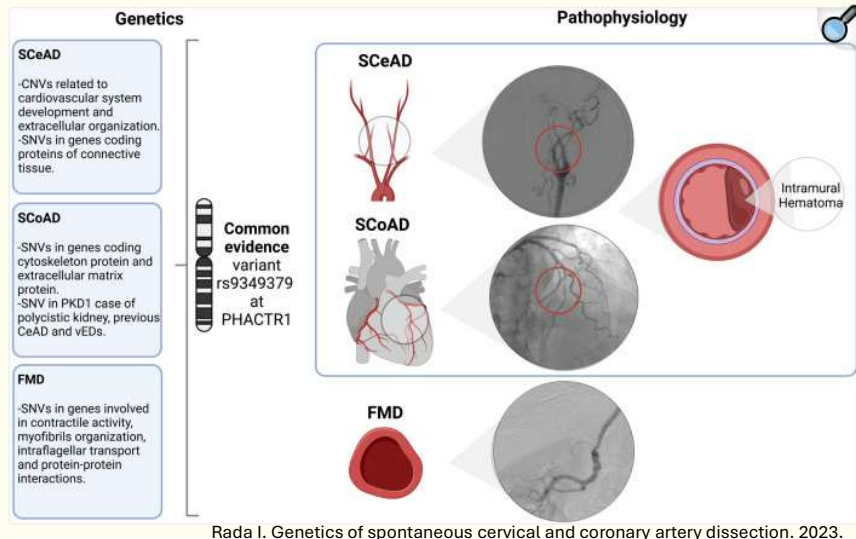 Genetics
Pathophysiology
SCeAD
-CNVs related to
cardiovascular system
development and
extracellular organization.
-SNVs in genes coding
proteins of connective
tissue.
SCoAD
-SNVs in genes coding
cytoskeleton protein and
extracellular matrix
protein.
-SNV in PKD1 case of
polycistic kidney, previous
CeAD and vEDs.
FMD
-SNVs in genes involved
in contractile activity,
myofibrils organization,
intraflagellar transport
and protein-protein
interactions.
Common
evidence
variant
rs9349379
at
PHACTR1
SCeAD
SCoAD
FMD
Intramural
Hematoma
Rada I. Genetics of spontaneous cervical and coronary artery dissection. 2023.